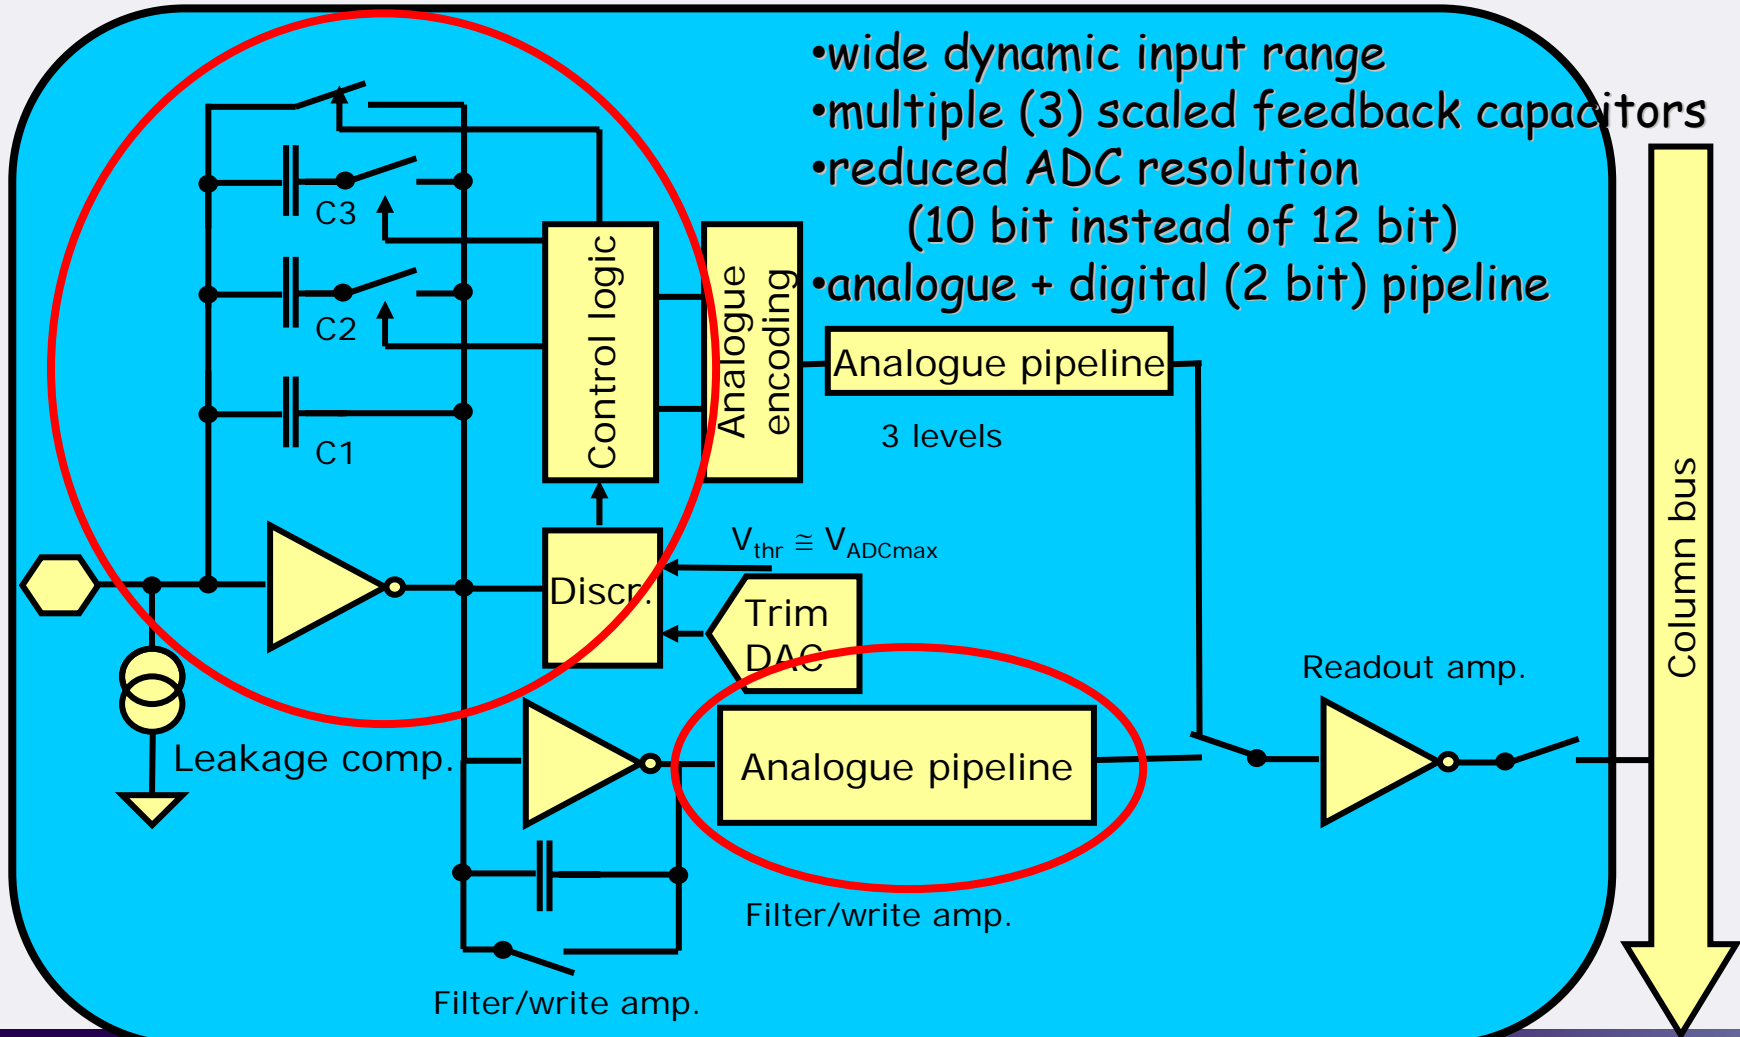 •wide dynamic input range
•multiple (3) scaled feedback capacitors
•reduced ADC resolution
(10 bit instead of 12 bit)
•analogue + digital (2 bit) pipeline
C3
C2
C1
Control logic
Analogue
encoding
Analogue pipeline
3 levels
Vthr ≅ VADCmax
Discr.
Trim
DAC
Column bus
Readout amp.
Leakage comp.
Analogue pipeline
Filter/write amp.
Filter/write amp.